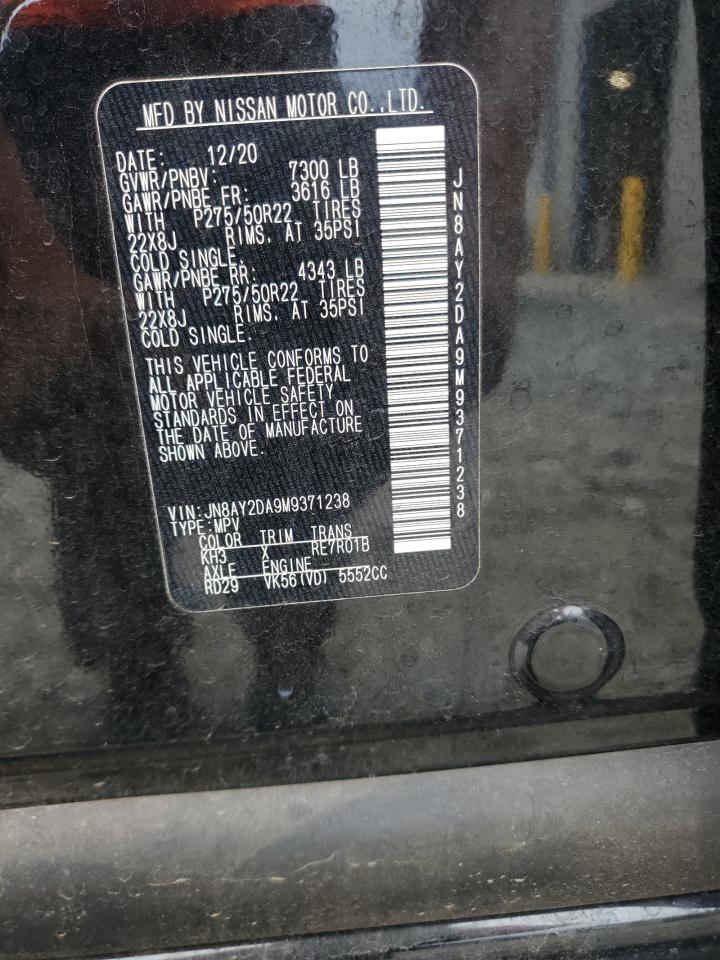 MFD BY NISSAN MOTOR CO.,LTD.
DATE: 12/20
GVWR/PNBV: 7300 LB
GAWR/PNBE FR: 3616 LB
WITH P275/50R22 TIRES
22X8J RIMS, AT 35PSI
COLD SINGLE.
GAWR/PNBE RR: 4343 LB
WITH P275/50R22 TIRES
22X8J RIMS. AT 35PSI
COLD SINGLE.
THIS VEHICLE CONFORMS TO
ALL APPLICABLE FEDERAL
MOTOR VEHICLE SAFETY
STANDARDS IN EFFECT ON
THE DATE OF MANUFACTURE
SHOWN ABOVE.
VIN:JN8AY2DA9M9371238
TYPE:MPV
COLOR TRIM TRANS
KH3 X RE7R01B
AXLE ENGINE
RD29 VK56(VD) 5552CC
JN8AY2DA9M9371238